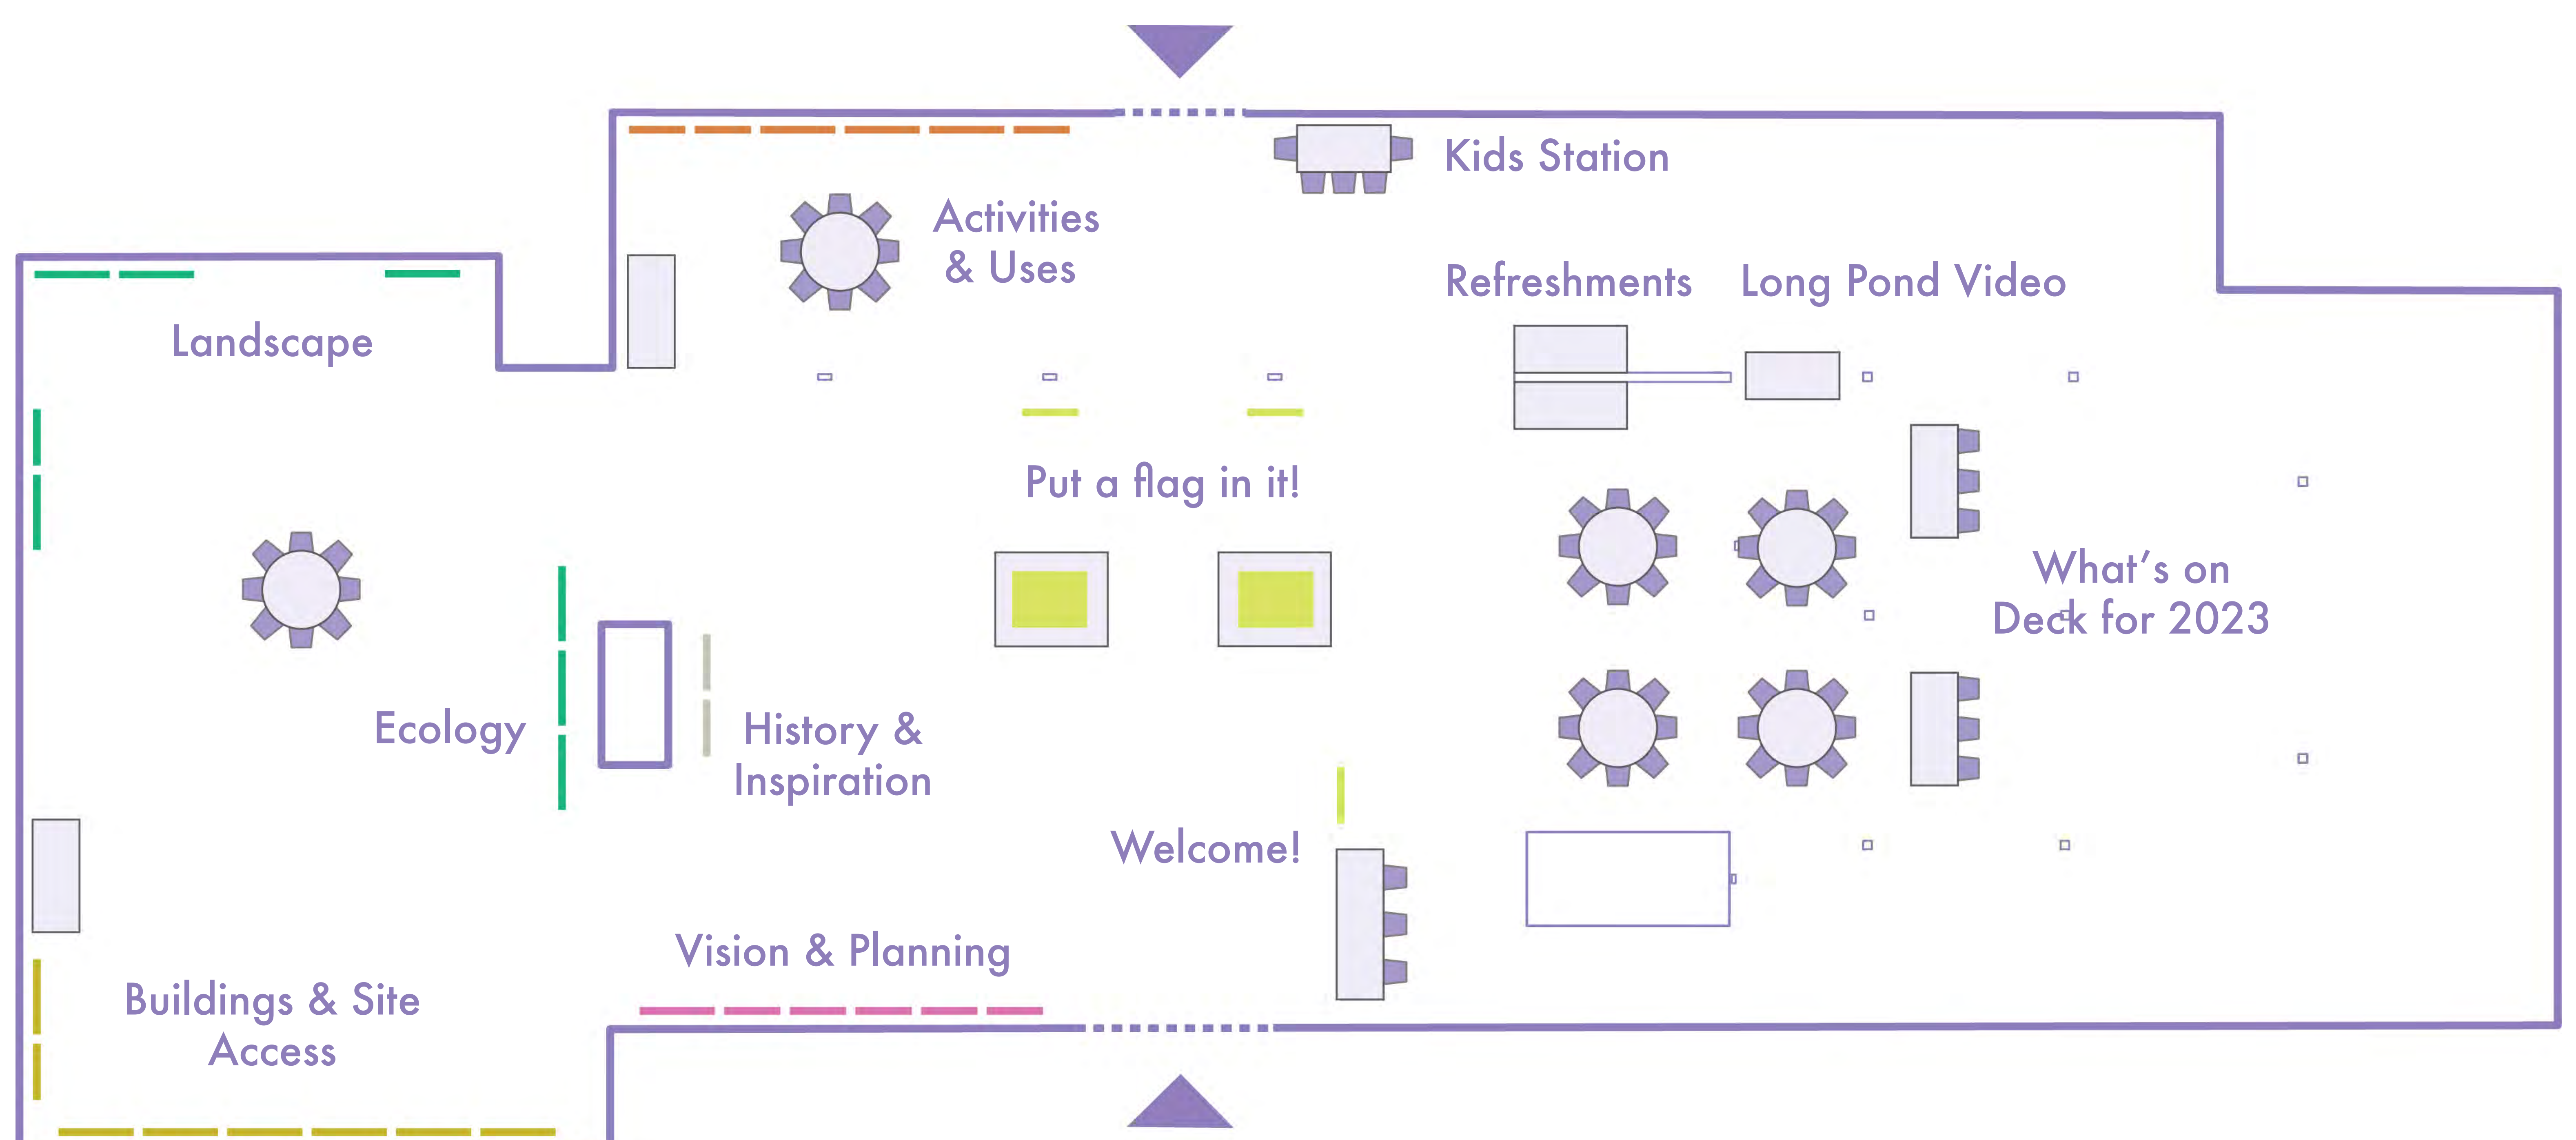 Kids Station
Activities
& Uses
Refreshments
Long Pond Video
Landscape
Put a flag in it!
What's on
Deck for 2023
Ecology
History &
Inspiration
Welcome!
Vision & Planning
Buildings & Site
Access